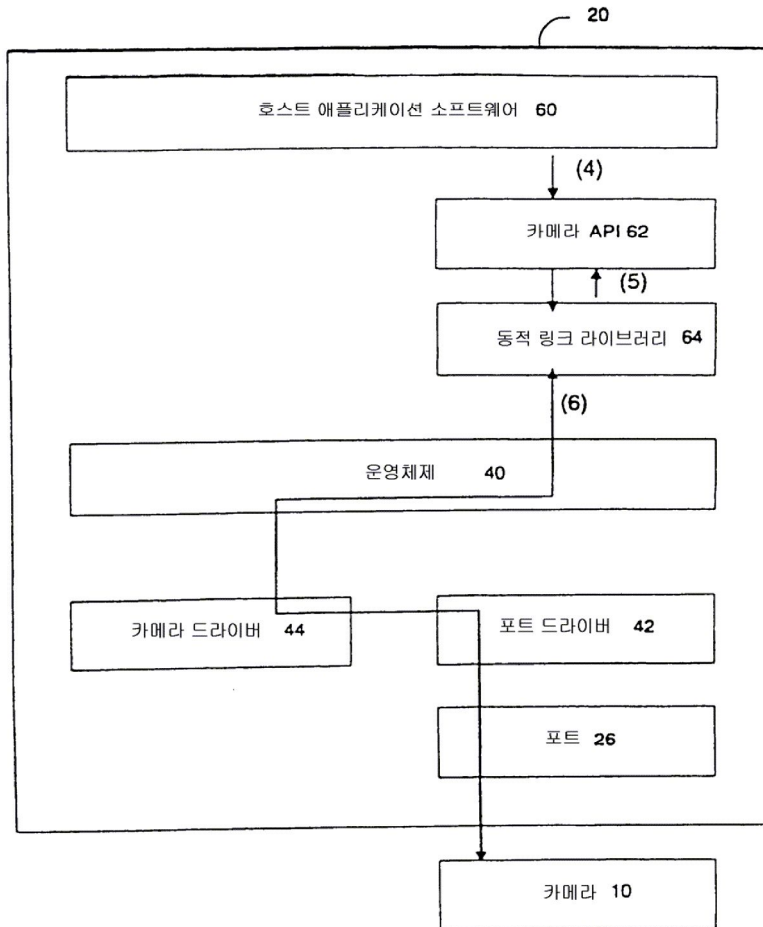 20
호스트 애플리케이션 소프트웨어 60
(4)
카메라 API 62
(5)
동적 링크 라이브러리 64
(6)
운영체제 40
카메라 드라이버 44
포트 드라이버 42
포트 26
카메라 10